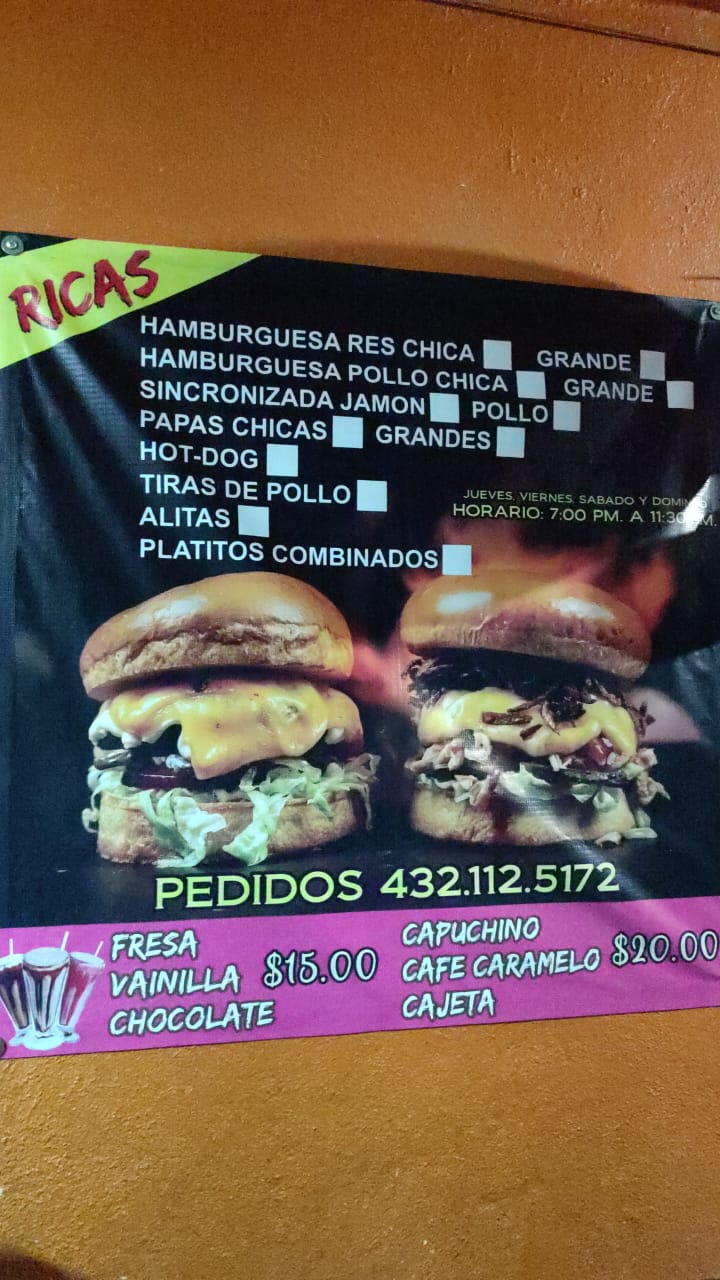 RICAS
HAMBURGUESA RES CHICA GRANDE
HAMBURGUESA POLLO CHICA GRANDE
SINCRONIZADA JAMON POLLO
PAPAS CHICAS GRANDES
HOT-DOG
TIRAS DE POLLO
ALITAS
PLATITOS COMBINADOS
JUEVES, VIERNES, SABADO Y DOMINGO
HORARIO: 7:00 PM. A 11:30 PM.
PEDIDOS 432.112.5172
FRESA
VAINILLA $15.00
CHOCOLATE
CAPUCHINO
CAFE CARAMELO $20.00
CAJETA